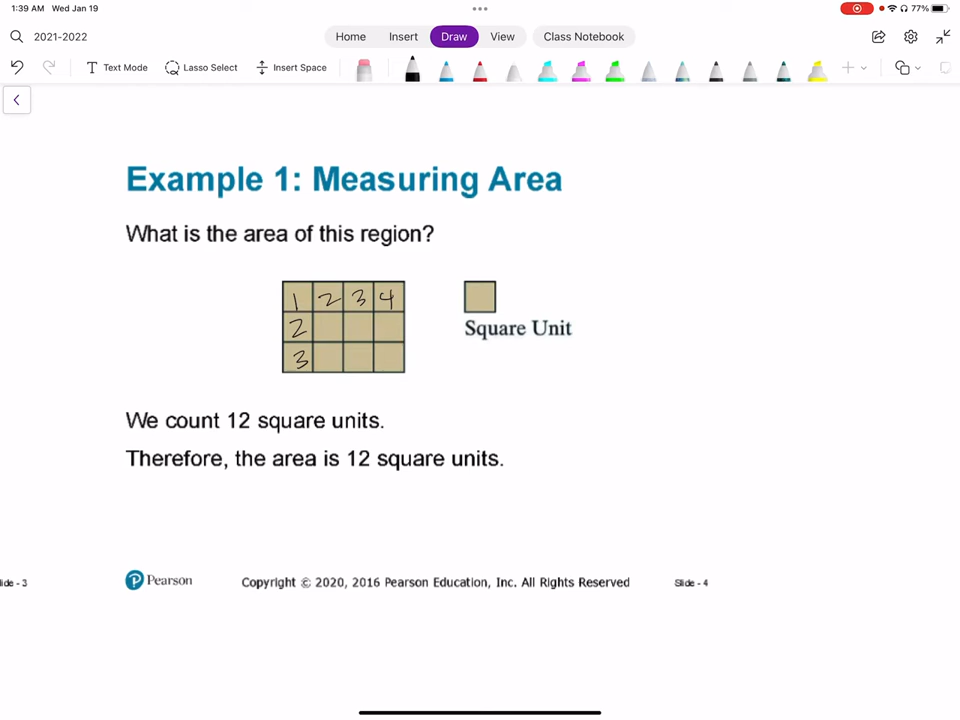 1:39 AM Wed Jan 19
77%
2021-2022
Home Insert Draw View Class Notebook
Text Mode Lasso Select Insert Space
Example 1: Measuring Area
What is the area of this region?
1 2 3 4
2
3
Square Unit
We count 12 square units.
Therefore, the area is 12 square units.
lide - 3
P Pearson Copyright © 2020, 2016 Pearson Education, Inc. All Rights Reserved Slide - 4